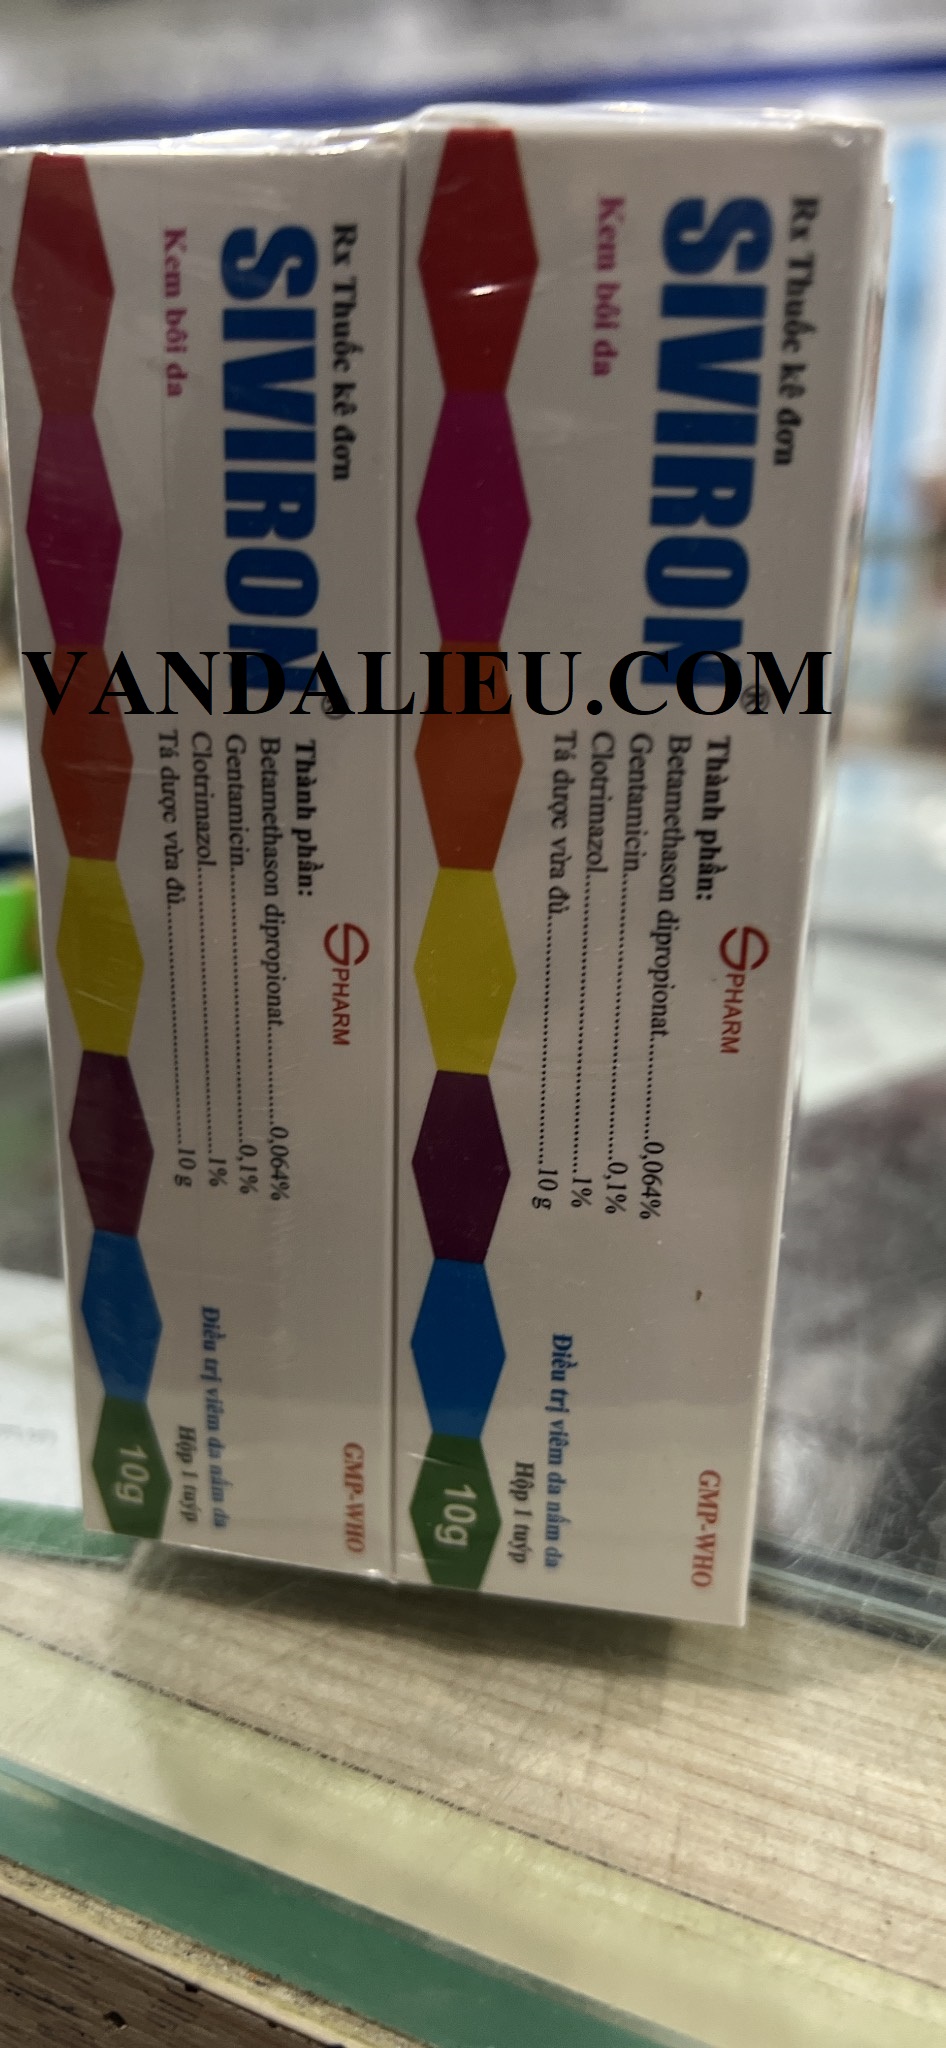 Rx Thuốc kê đơn
SIVIRON®
Kem bôi da
SPHARM
Thành phần:
Betamethason dipropionat..............0,064%
Gentamicin........................................0,1%
Clotrimazol..........................................1%
Tá dược vừa đủ....................................10 g
GMP-WHO
Điều trị viêm da nấm da
Hộp 1 tuýp
10g
Rx Thuốc kê đơn
SIVIRON®
Kem bôi da
SPHARM
Thành phần:
Betamethason dipropionat..............0,064%
Gentamicin........................................0,1%
Clotrimazol..........................................1%
Tá dược vừa đủ....................................10 g
GMP-WHO
Điều trị viêm da nấm da
Hộp 1 tuýp
10g
VANDALIEU.COM